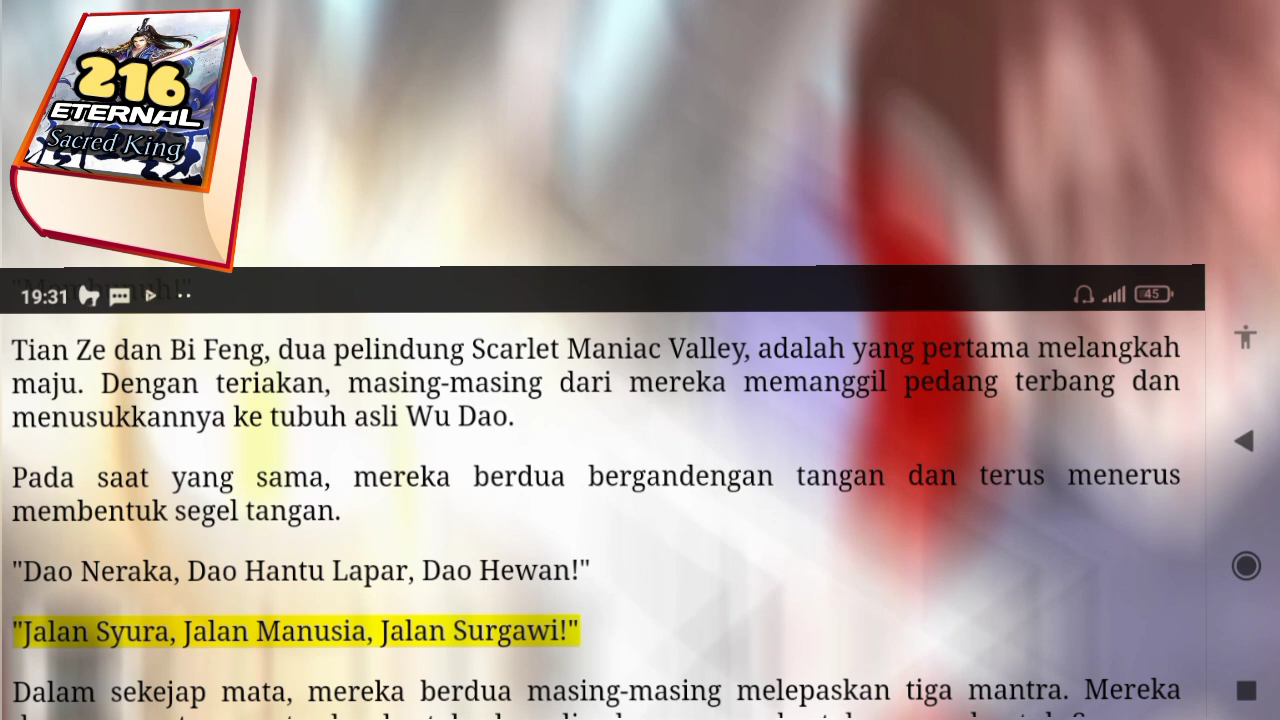 216
ETERNAL
Sacred King
19:31
45
Tian Ze dan Bi Feng, dua pelindung Scarlet Maniac Valley, adalah yang pertama melangkah
maju. Dengan teriakan, masing-masing dari mereka memanggil pedang terbang dan
menusukkannya ke tubuh asli Wu Dao.
Pada saat yang sama, mereka berdua bergandengan tangan dan terus menerus
membentuk segel tangan.
"Dao Neraka, Dao Hantu Lapar, Dao Hewan!"
"Jalan Syura, Jalan Manusia, Jalan Surgawi!"
Dalam sekejap mata, mereka berdua masing-masing melepaskan tiga mantra. Mereka